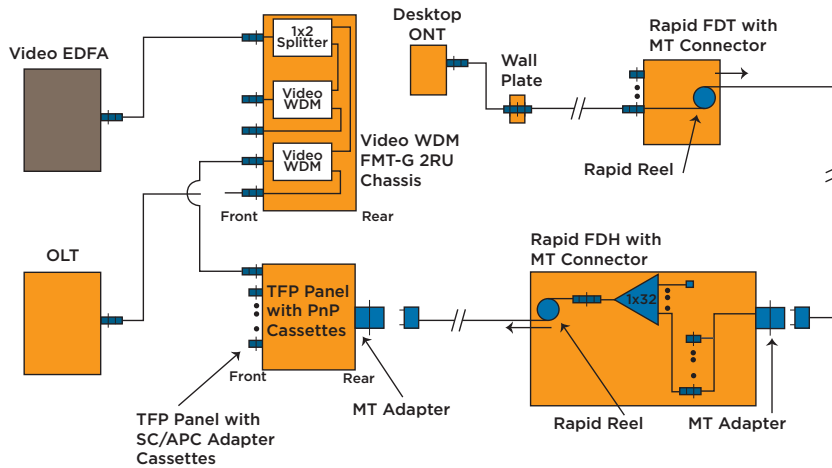 Video EDFA
1x2
Splitter
Video
WDM
Video
WDM
Video WDM
FMT-G 2RU
Chassis
Front
Rear
Desktop
ONT
Wall
Plate
Rapid FDT with
MT Connector
Rapid Reel
OLT
TFP Panel
with PnP
Cassettes
Front
Rear
MT Adapter
TFP Panel with
SC/APC Adapter
Cassettes
Rapid FDH with
MT Connector
1x32
Rapid Reel
MT Adapter